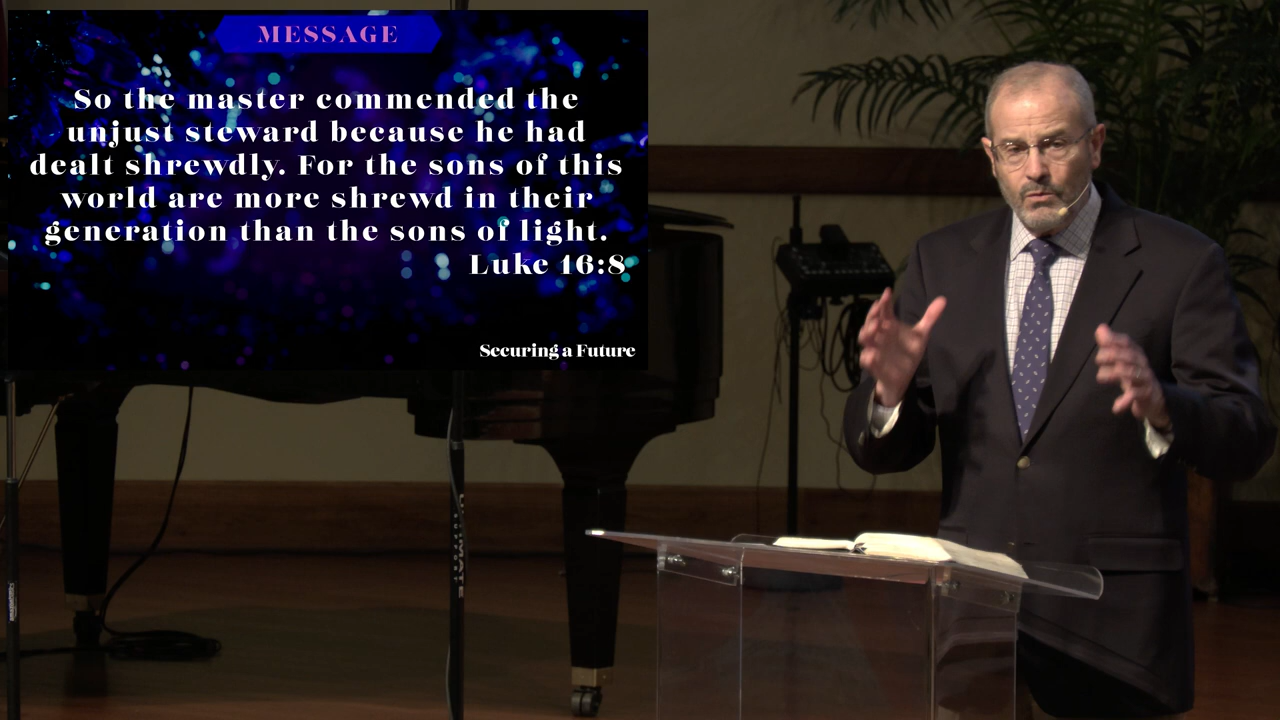 MESSAGE
So the master commended the
unjust steward because he had
dealt shrewdly. For the sons of this
world are more shrewd in their
generation than the sons of light.
Luke 16:8
Securing a Future